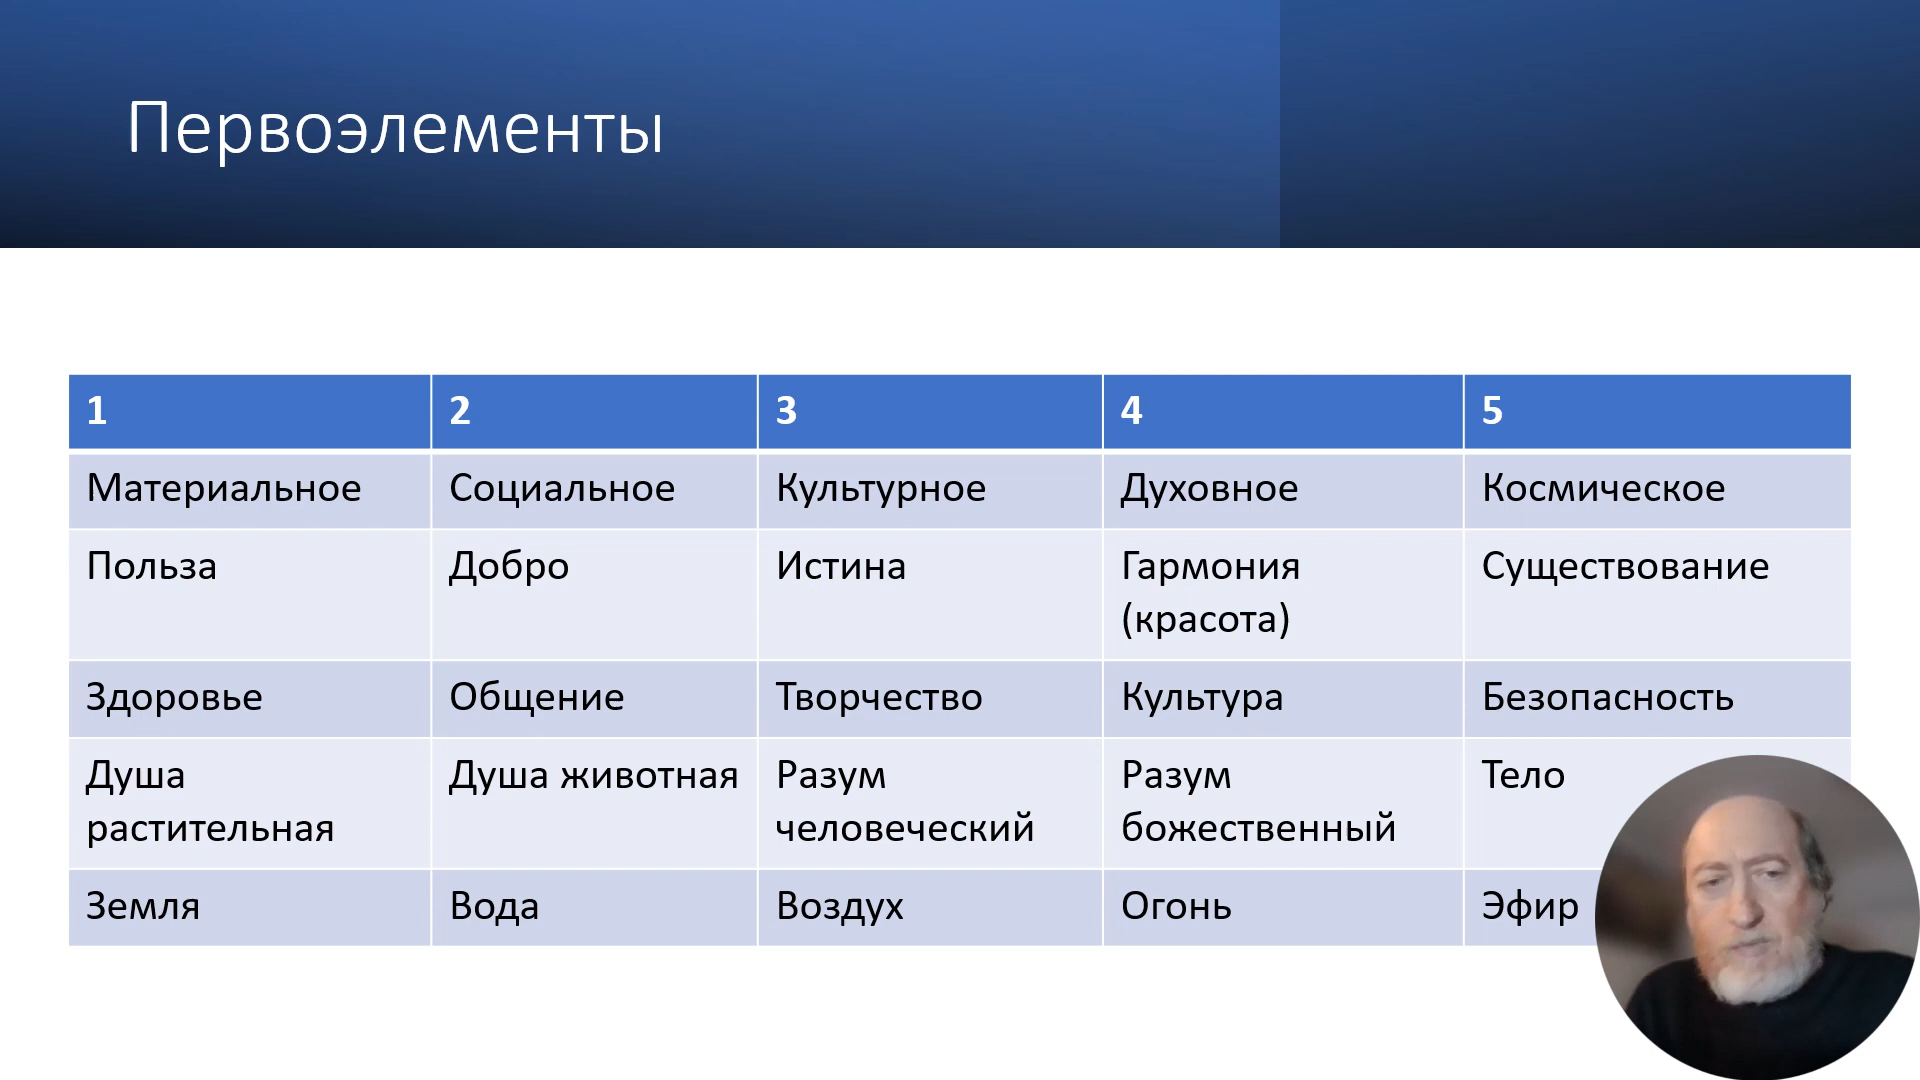 Первоэлементы
1 2 3 4 5
Материальное Социальное Культурное Духовное Космическое
Польза Добро Истина Гармония (красота) Существование
Здоровье Общение Творчество Культура Безопасность
Душа растительная Душа животная Разум человеческий Разум божественный Тело
Земля Вода Воздух Огонь Эфир